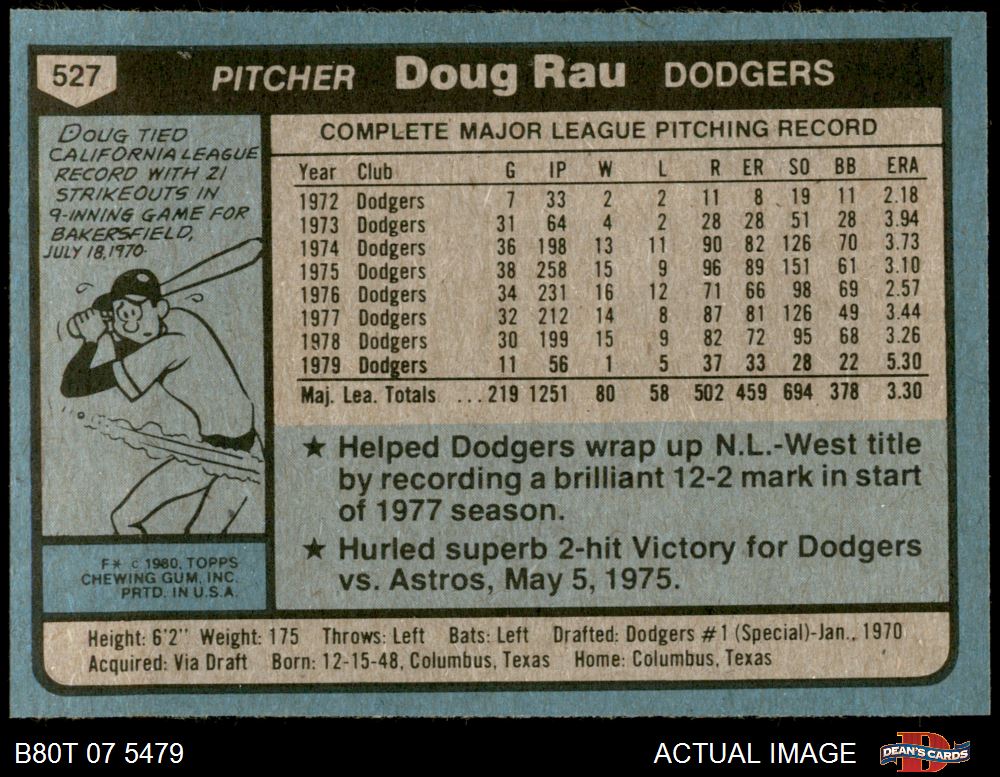 527 PITCHER Doug Rau DODGERS
DOUG TIED
CALIFORNIA LEAGUE
RECORD WITH 21
STRIKEOUTS IN
9-INNING GAME FOR
BAKERSFIELD,
JULY 18, 1970.
COMPLETE MAJOR LEAGUE PITCHING RECORD
Year Club G IP W L R ER SO BB ERA
1972 Dodgers 7 33 2 2 11 8 19 11 2.18
1973 Dodgers 31 64 4 2 28 28 51 28 3.94
1974 Dodgers 36 198 13 11 90 82 126 70 3.73
1975 Dodgers 38 258 15 9 96 89 151 61 3.10
1976 Dodgers 34 231 16 12 71 66 98 69 2.57
1977 Dodgers 32 212 14 8 87 81 126 49 3.44
1978 Dodgers 30 199 15 9 82 72 95 68 3.26
1979 Dodgers 11 56 1 5 37 33 28 22 5.30
Maj. Lea. Totals ...219 1251 80 58 502 459 694 378 3.30
★ Helped Dodgers wrap up N.L.-West title
by recording a brilliant 12-2 mark in start
of 1977 season.
★ Hurled superb 2-hit Victory for Dodgers
vs. Astros, May 5, 1975.
F* © 1980, TOPPS
CHEWING GUM, INC.
PRTD. IN U.S.A.
Height: 6'2" Weight: 175 Throws: Left Bats: Left Drafted: Dodgers #1 (Special)-Jan., 1970
Acquired: Via Draft Born: 12-15-48, Columbus, Texas Home: Columbus, Texas
B80T 07 5479 ACTUAL IMAGE DEAN'S CARDS